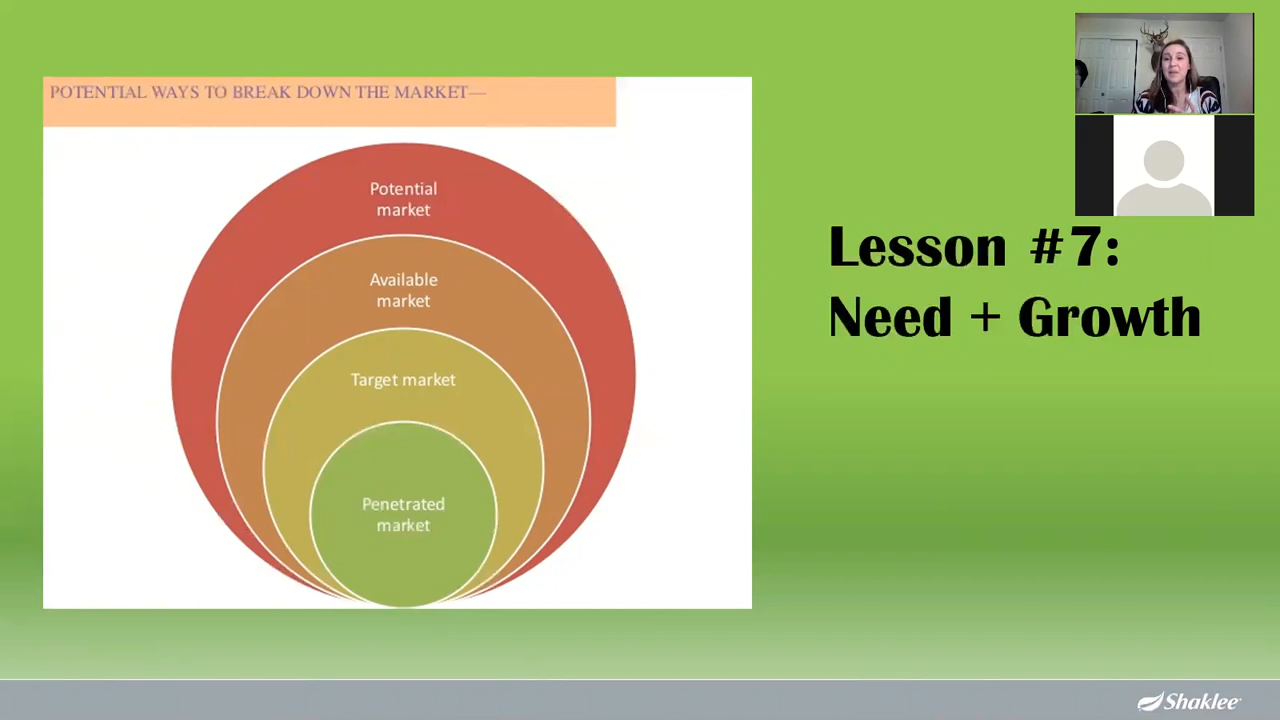 POTENTIAL WAYS TO BREAK DOWN THE MARKET—
Potential
market
Available
market
Target market
Penetrated
market
Lesson #7:
Need + Growth
Shaklee